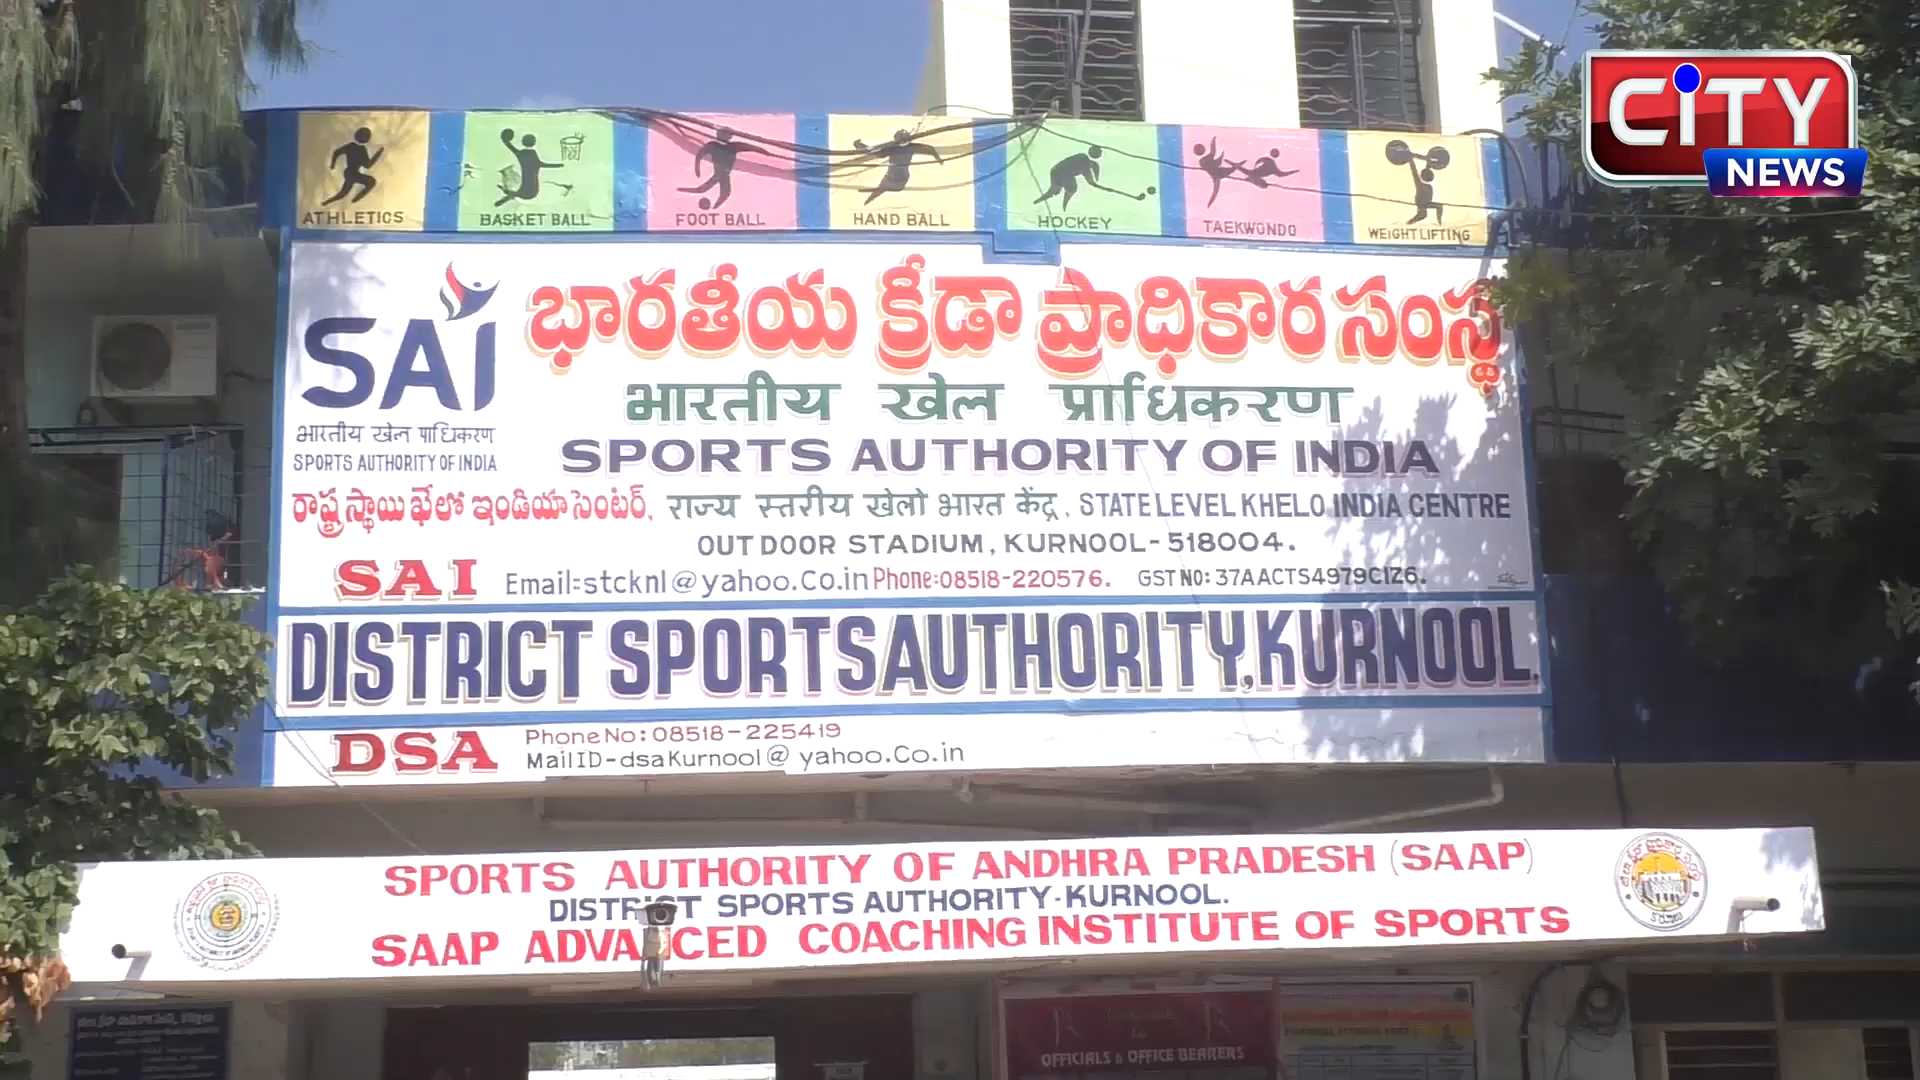 CITY
NEWS
ATHLETICS
BASKET BALL
FOOT BALL
HAND BALL
HOCKEY
TAEKWONDO
WEIGHT LIFTING
SAI
భారతీయ క్రీడా ప్రాధికార సంస్థ
भारतीय खेल प्राधिकरण
SPORTS AUTHORITY OF INDIA
भारतीय खेल प्राधिकरण
SPORTS AUTHORITY OF INDIA
రాష్ట్ర స్థాయి ఖేలో ఇండియా సెంటర్, राज्य स्तरीय खेलो भारत केंद्र, STATE LEVEL KHELO INDIA CENTRE
OUT DOOR STADIUM, KURNOOL-518004.
SAI Email=stcknl@yahoo.Co.in Phone:08518-220576. GST NO: 37AACTS4979C1Z6.
DISTRICT SPORTS AUTHORITY, KURNOOL.
DSA
Phone No: 08518-225419
Mail ID-dsaKurnool@yahoo.Co.in
SPORTS AUTHORITY OF ANDHRA PRADESH (SAAP)
DISTRICT SPORTS AUTHORITY-KURNOOL.
SAAP ADVANCED COACHING INSTITUTE OF SPORTS
OFFICIALS & OFFICE BEARERS